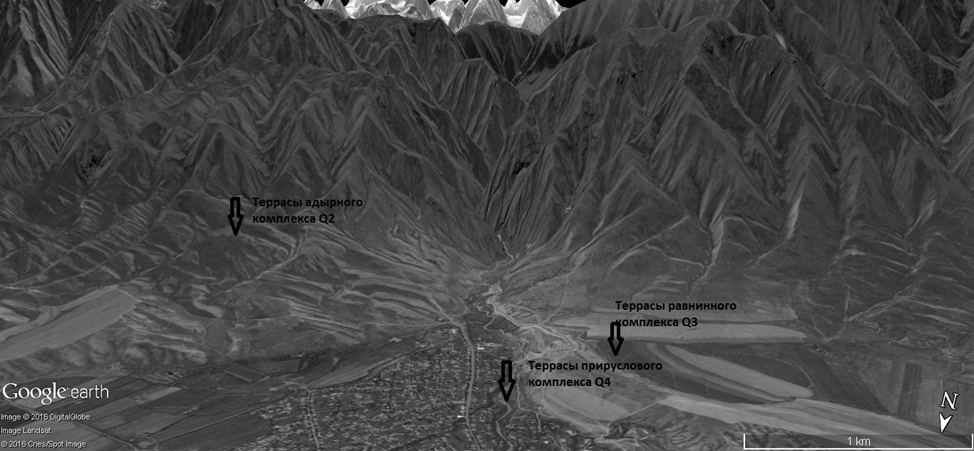 Террасы адырного
комплекса Q2
Террасы равнинного
комплекса Q3
Террасы прируслового
комплекса Q4
Google earth
Image © 2016 DigitalGlobe
Image Landsat
© 2016 Cnes/Spot Image
N
1 km